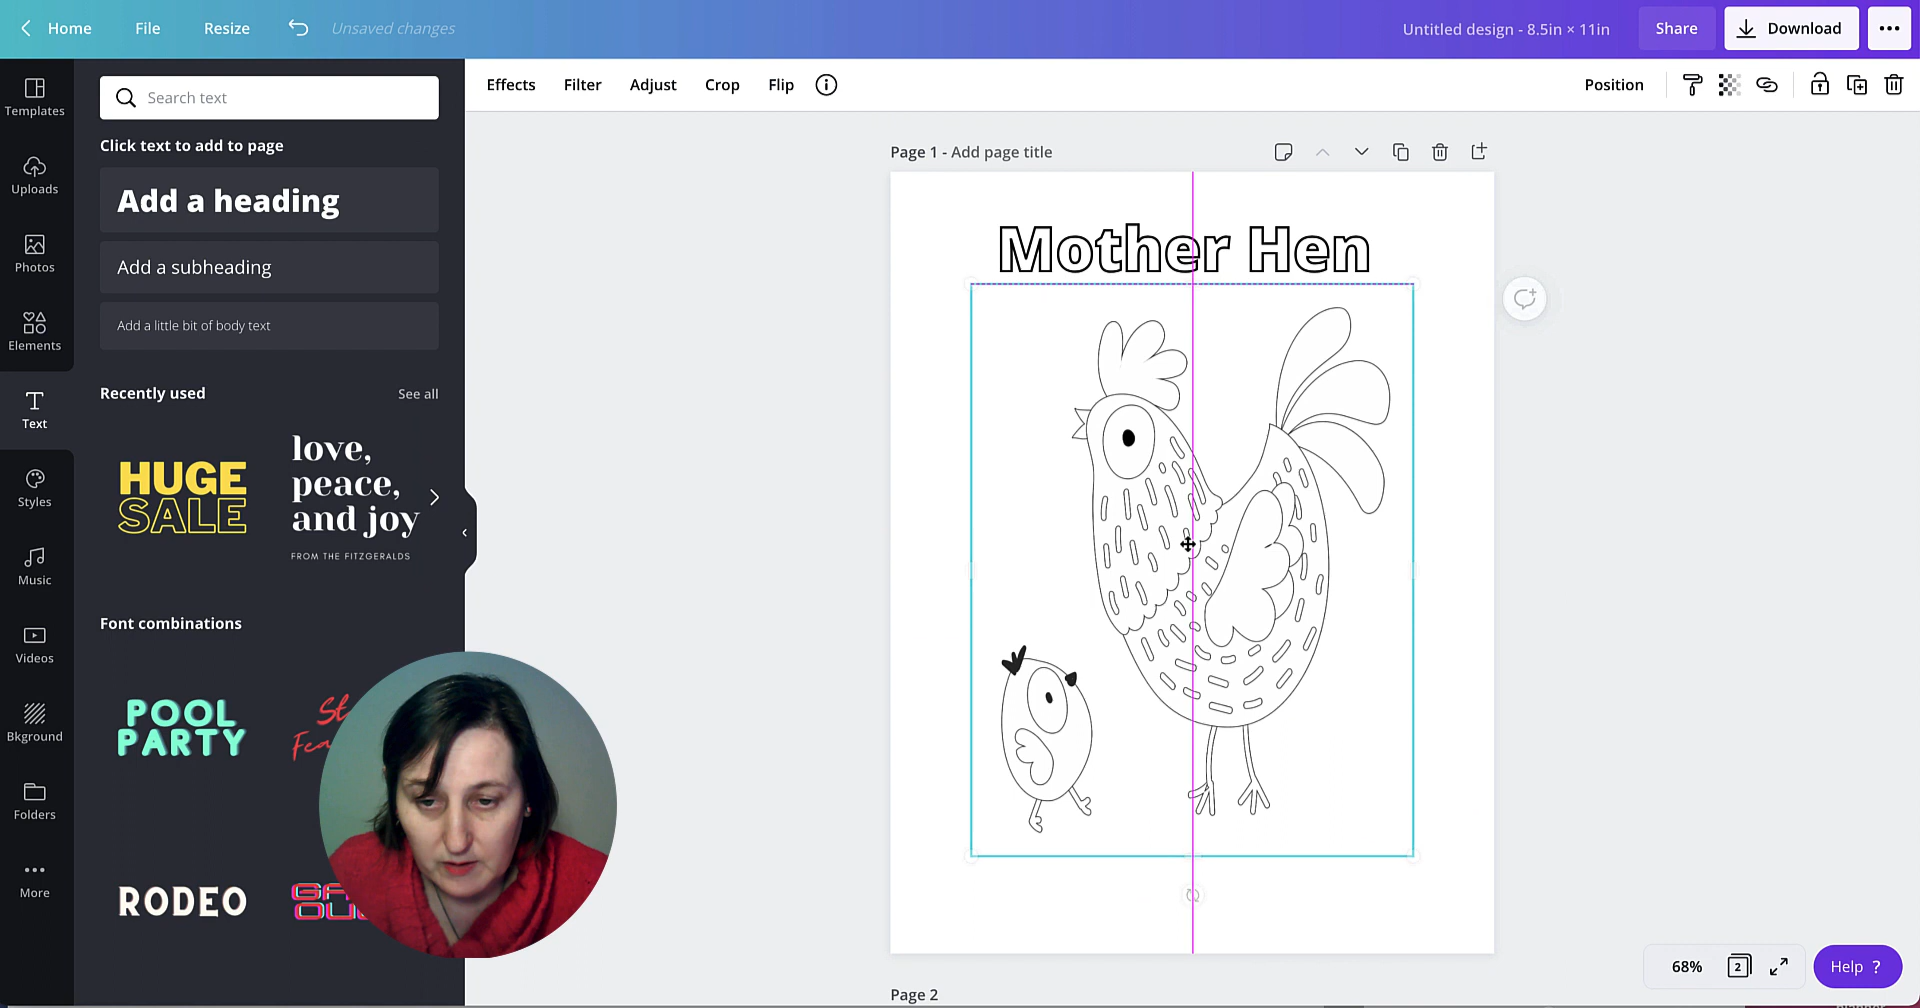 Home
File
Resize
Unsaved changes
Untitled design - 8.5in × 11in
Share
Download
Templates
Uploads
Photos
Elements
Text
Styles
Music
Videos
Bkground
Folders
More
Search text
Click text to add to page
Add a heading
Add a subheading
Add a little bit of body text
Recently used
See all
HUGE
SALE
love,
peace,
and joy
FROM THE FITZGERALDS
Font combinations
POOL
PARTY
RODEO
Effects
Filter
Adjust
Crop
Flip
Position
Page 1 - Add page title
Mother Hen
68%
2
Help ?
Page 2